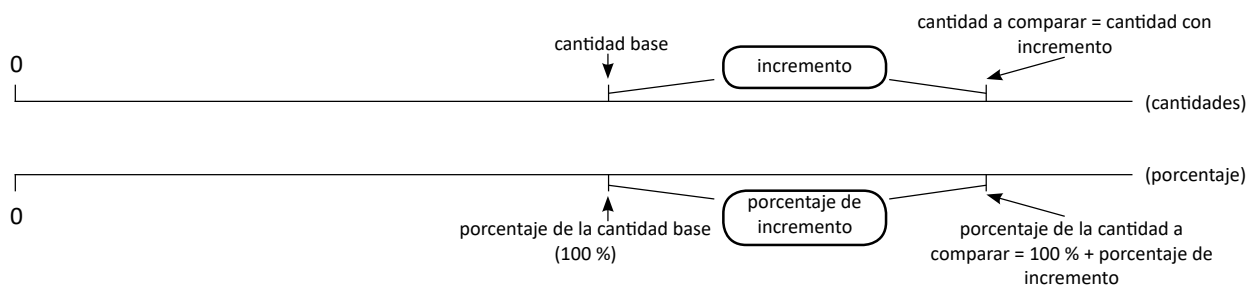 cantidad a comparar = cantidad con
incremento
cantidad base
incremento
0
(cantidades)
(porcentaje)
0
porcentaje de
incremento
porcentaje de la cantidad base
(100 %)
porcentaje de la cantidad a
comparar = 100 % + porcentaje de
incremento